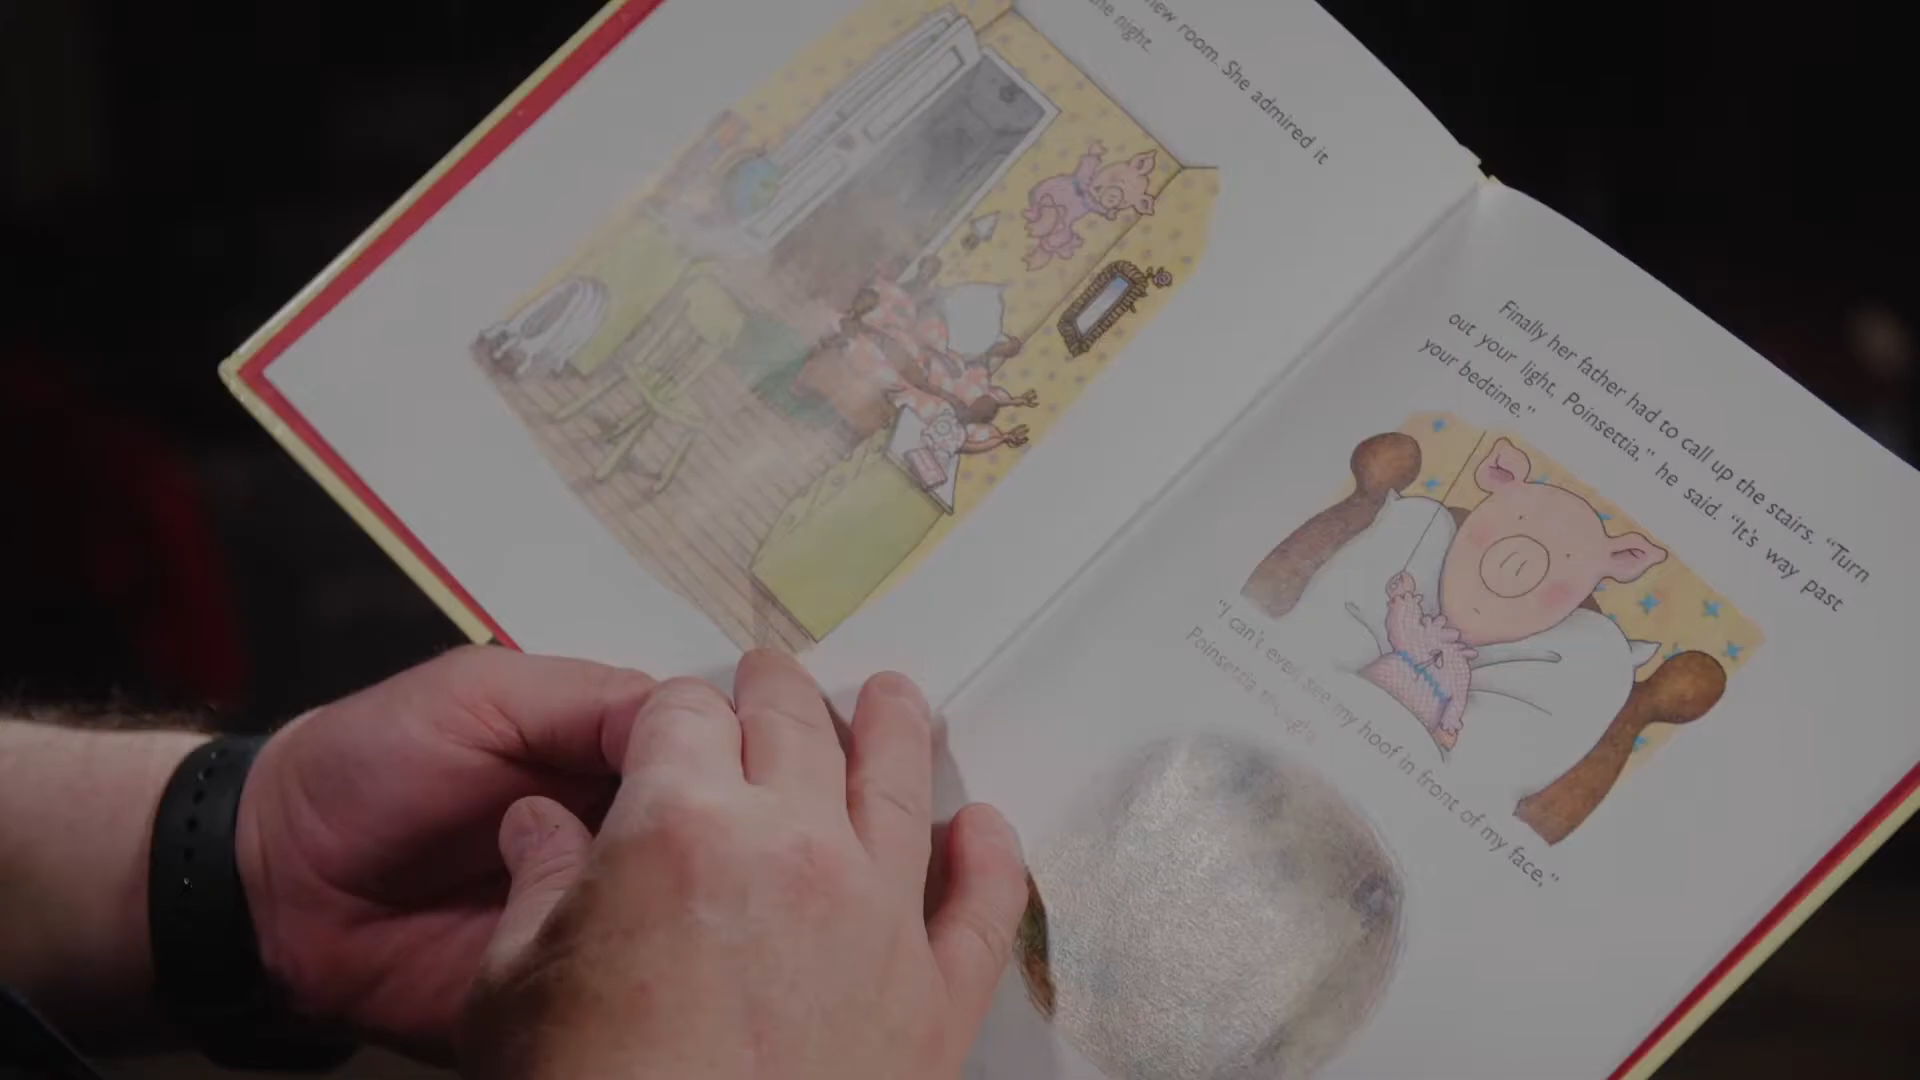 new room. She admired it
the night.
Finally her father had to call up the stairs. “Turn
out your light, Poinsettia,” he said. “It’s way past
your bedtime.”
“I can’t even see my hoof in front of my face,”
Poinsettia thought.